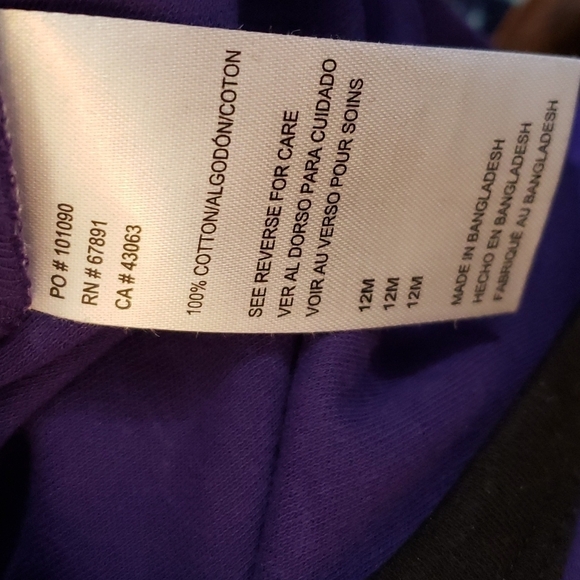 PO # 101090
RN # 67891
CA # 43063
100% COTTON/ALGODÓN/COTON
SEE REVERSE FOR CARE
VER AL DORSO PARA CUIDADO
VOIR AU VERSO POUR SOINS
12M
12M
12M
MADE IN BANGLADESH
HECHO EN BANGLADESH
FABRIQUÉ AU BANGLADESH